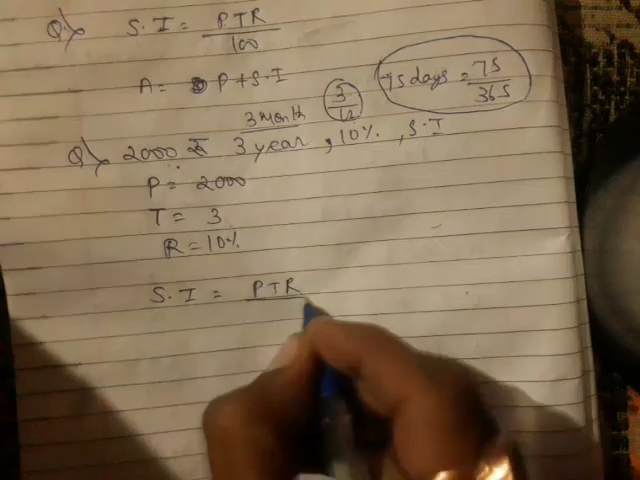 Q.> S.I = PTR
100
A = P+S.I
75 days = 75
365
3 Month 3
12
Q> 2000 ₹ 3 year, 10%, S.I
P = 2000
T = 3
R = 10%
S.I = PTR